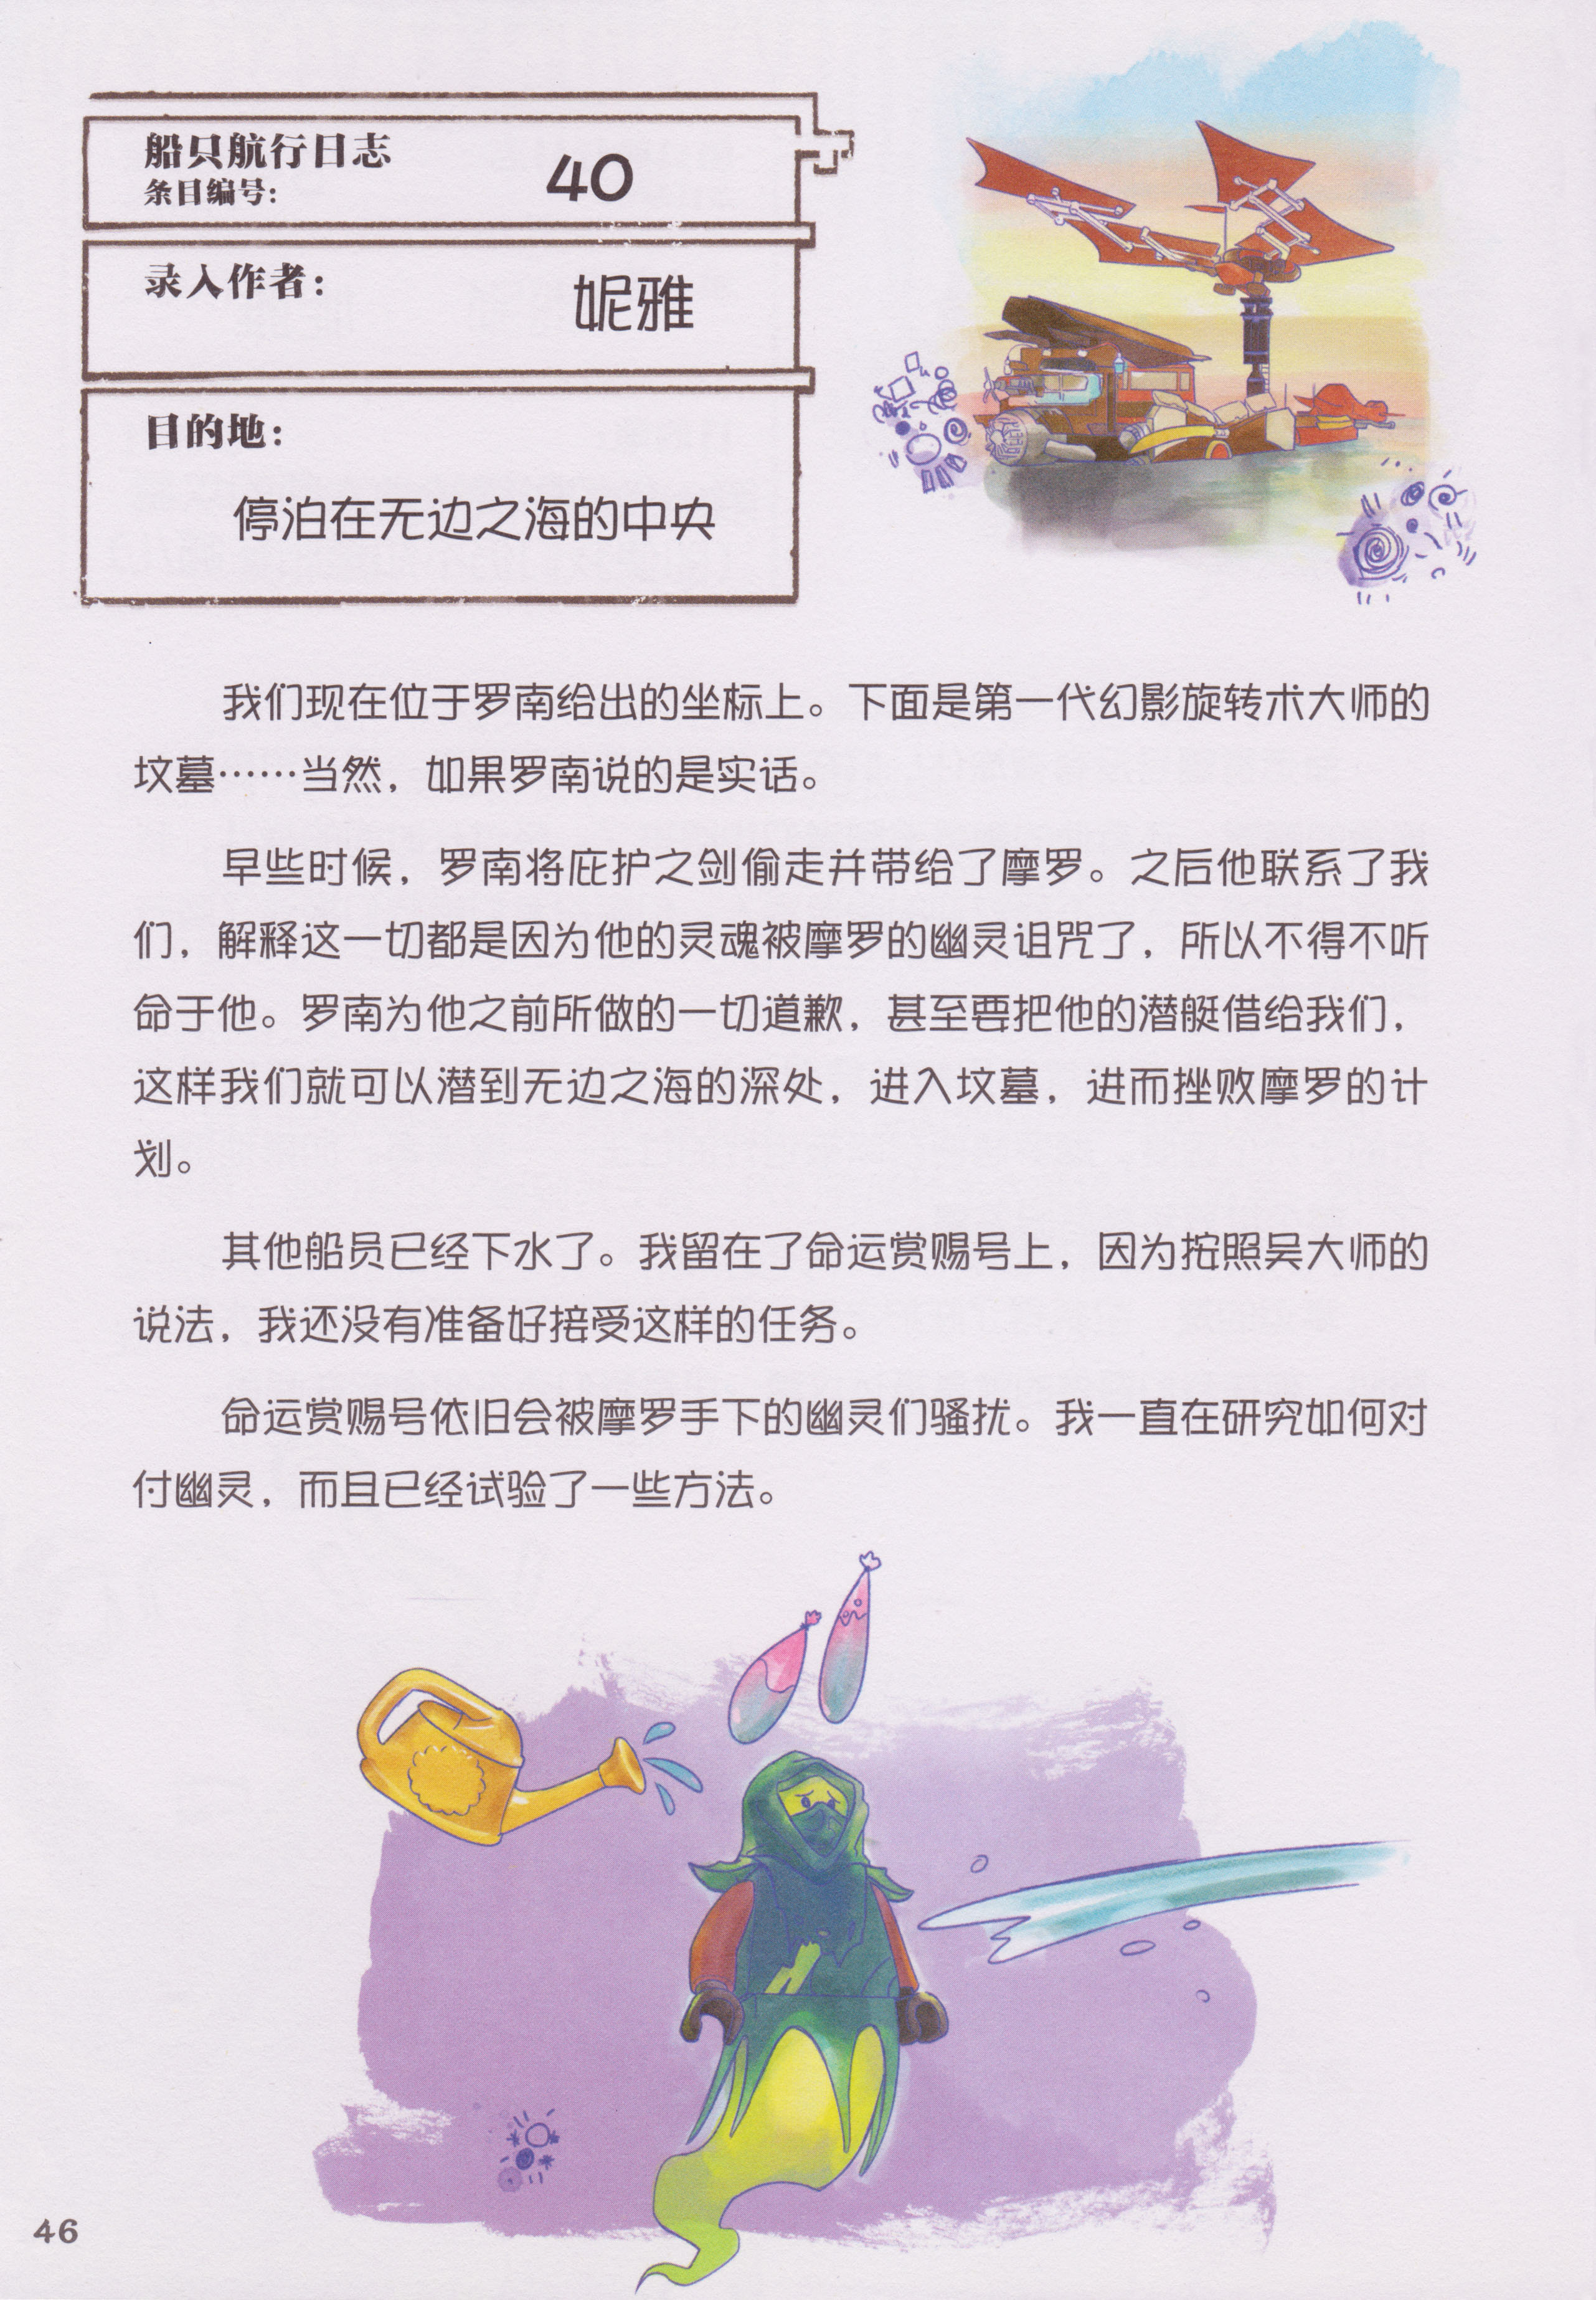 船只航行日志
条目编号： 40
录入作者： 妮雅
目的地：
停泊在无边之海的中央
我们现在位于罗南给出的坐标上。下面是第一代幻影旋转术大师的
坟墓……当然，如果罗南说的是实话。
早些时候，罗南将庇护之剑偷走并带给了摩罗。之后他联系了我
们，解释这一切都是因为他的灵魂被摩罗的幽灵诅咒了，所以不得不听
命于他。罗南为他之前所做的一切道歉，甚至要把他的潜艇借给我们，
这样我们就可以潜到无边之海的深处，进入坟墓，进而挫败摩罗的计
划。
其他船员已经下水了。我留在了命运赏赐号上，因为按照吴大师的
说法，我还没有准备好接受这样的任务。
命运赏赐号依旧会被摩罗手下的幽灵们骚扰。我一直在研究如何对
付幽灵，而且已经试验了一些方法。
46